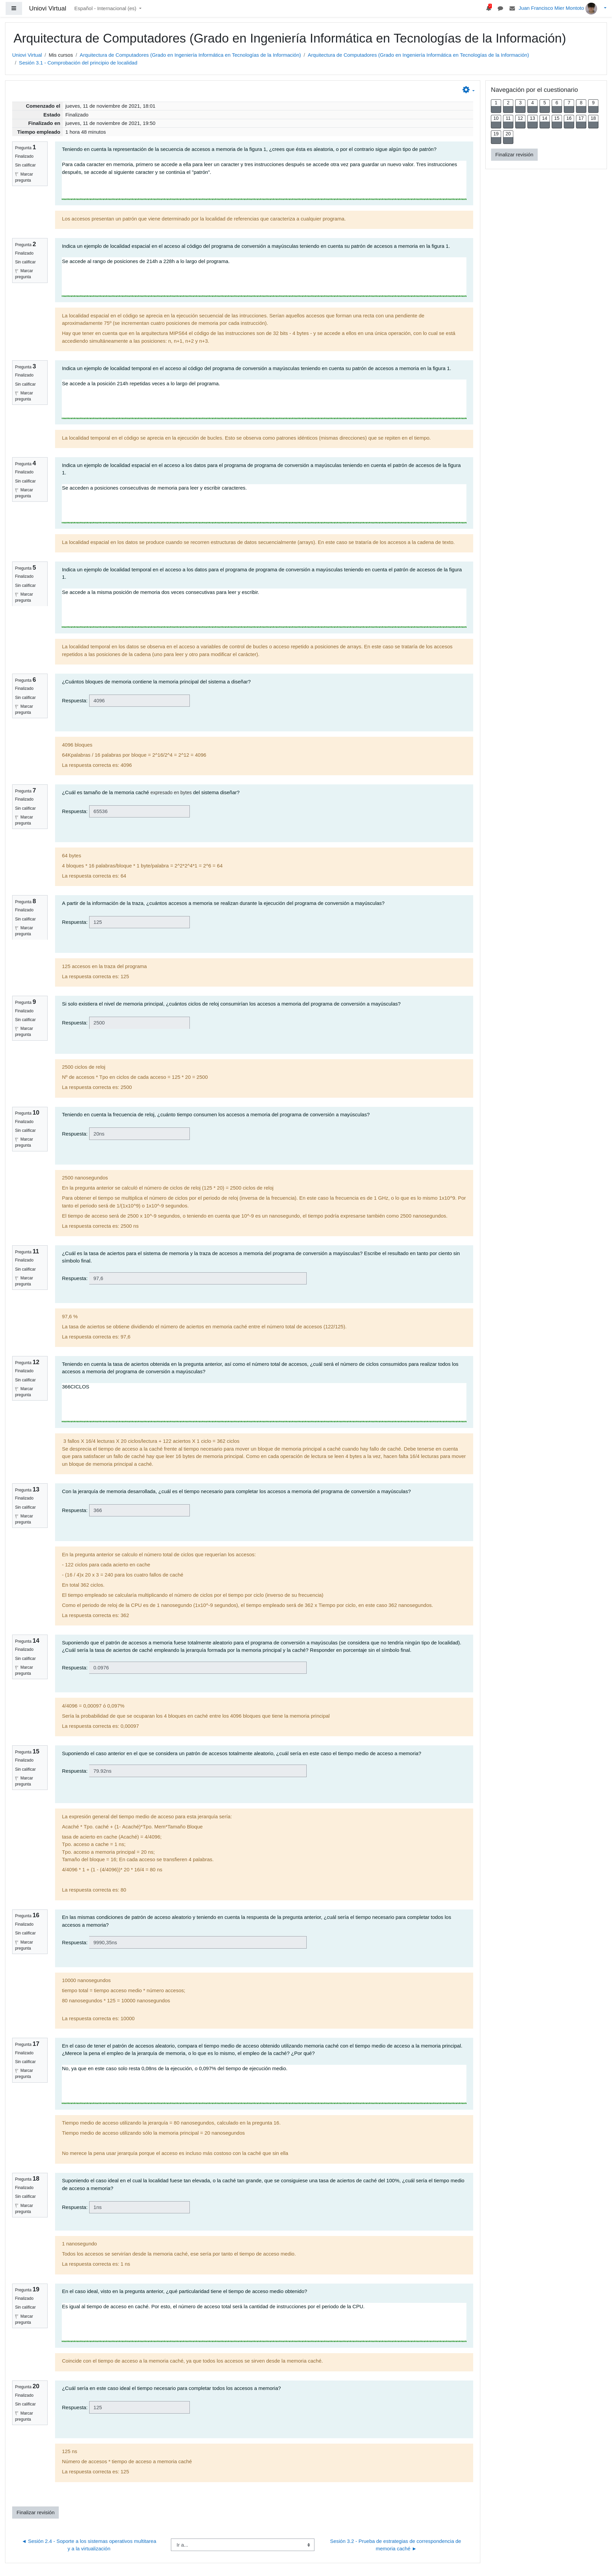 Uniovi Virtual
Español - Internacional (es)
Juan Francisco Mier Montoto
Arquitectura de Computadores (Grado en Ingeniería Informática en Tecnologías de la Información)
Uniovi Virtual / Mis cursos / Arquitectura de Computadores (Grado en Ingeniería Informática en Tecnologías de la Información) / Arquitectura de Computadores (Grado en Ingeniería Informática en Tecnologías de la Información)
/ Sesión 3.1 - Comprobación del principio de localidad
Comenzado el jueves, 11 de noviembre de 2021, 18:01
Estado Finalizado
Finalizado en jueves, 11 de noviembre de 2021, 19:50
Tiempo empleado 1 hora 48 minutos
Pregunta 1
Finalizado
Sin calificar
Marcar
pregunta
Teniendo en cuenta la representación de la secuencia de accesos a memoria de la figura 1, ¿crees que ésta es aleatoria, o por el contrario sigue algún tipo de patrón?
Para cada caracter en memoria, primero se accede a ella para leer un caracter y tres instrucciones después se accede otra vez para guardar un nuevo valor. Tres instrucciones
después, se accede al siguiente caracter y se continúa el "patrón".
Los accesos presentan un patrón que viene determinado por la localidad de referencias que caracteriza a cualquier programa.
Pregunta 2
Finalizado
Sin calificar
Marcar
pregunta
Indica un ejemplo de localidad espacial en el acceso al código del programa de conversión a mayúsculas teniendo en cuenta su patrón de accesos a memoria en la figura 1.
Se accede al rango de posiciones de 214h a 228h a lo largo del programa.
La localidad espacial en el código se aprecia en la ejecución secuencial de las intrucciones. Serían aquellos accesos que forman una recta con una pendiente de
aproximadamente 75º (se incrementan cuatro posiciones de memoria por cada instrucción).
Hay que tener en cuenta que en la arquitectura MIPS64 el código de las instrucciones son de 32 bits - 4 bytes - y se accede a ellos en una única operación, con lo cual se está
accediendo simultáneamente a las posiciones: n, n+1, n+2 y n+3.
Pregunta 3
Finalizado
Sin calificar
Marcar
pregunta
Indica un ejemplo de localidad temporal en el acceso al código del programa de conversión a mayúsculas teniendo en cuenta su patrón de accesos a memoria en la figura 1.
Se accede a la posición 214h repetidas veces a lo largo del programa.
La localidad temporal en el código se aprecia en la ejecución de bucles. Esto se observa como patrones idénticos (mismas direcciones) que se repiten en el tiempo.
Pregunta 4
Finalizado
Sin calificar
Marcar
pregunta
Indica un ejemplo de localidad espacial en el acceso a los datos para el programa de programa de conversión a mayúsculas teniendo en cuenta el patrón de accesos de la figura
1.
Se acceden a posiciones consecutivas de memoria para leer y escribir caracteres.
La localidad espacial en los datos se produce cuando se recorren estructuras de datos secuencialmente (arrays). En este caso se trataría de los accesos a la cadena de texto.
Pregunta 5
Finalizado
Sin calificar
Marcar
pregunta
Indica un ejemplo de localidad temporal en el acceso a los datos para el programa de programa de conversión a mayúsculas teniendo en cuenta el patrón de accesos de la figura
1.
Se accede a la misma posición de memoria dos veces consecutivas para leer y escribir.
La localidad temporal en los datos se observa en el acceso a variables de control de bucles o acceso repetido a posiciones de arrays. En este caso se trataría de los accesos
repetidos a las posiciones de la cadena (una para leer y otro para modificar el caracter).
Pregunta 6
Finalizado
Sin calificar
Marcar
pregunta
¿Cuántos bloques de memoria contiene la memoria principal del sistema a diseñar?
Respuesta: 4096
4096 bloques
64Kpalabras / 16 palabras por bloque = 2^16/2^4 = 2^12 = 4096
La respuesta correcta es: 4096
Pregunta 7
Finalizado
Sin calificar
Marcar
pregunta
¿Cuál es tamaño de la memoria caché expresado en bytes del sistema diseñar?
Respuesta: 65536
64 bytes
4 bloques * 16 palabras/bloque * 1 byte/palabra = 2^2*2^4*1 = 2^6 = 64
La respuesta correcta es: 64
Pregunta 8
Finalizado
Sin calificar
Marcar
pregunta
A partir de la información de la traza, ¿cuántos accesos a memoria se realizan durante la ejecución del programa de conversión a mayúsculas?
Respuesta: 125
125 accesos en la traza del programa
La respuesta correcta es: 125
Pregunta 9
Finalizado
Sin calificar
Marcar
pregunta
Si solo existiera el nivel de memoria principal, ¿cuántos ciclos de reloj consumirían los accesos a memoria del programa de conversión a mayúsculas?
Respuesta: 2500
2500 ciclos de reloj
Nº de accesos * Tpo en ciclos de cada acceso = 125 * 20 = 2500
La respuesta correcta es: 2500
Pregunta 10
Finalizado
Sin calificar
Marcar
pregunta
Teniendo en cuenta la frecuencia de reloj, ¿cuánto tiempo consumen los accesos a memoria del programa de conversión a mayúsculas?
Respuesta: 20ns
2500 nanosegundos
En la pregunta anterior se calculó el número de ciclos de reloj (125 * 20) = 2500 ciclos de reloj
Para obtener el tiempo se multiplica el número de ciclos por el periodo de reloj (inversa de la frecuencia). En este caso la frecuencia es de 1 GHz, o lo que es lo mismo 1x10^9. Por
tanto el periodo será de 1/(1x10^9) o 1x10^-9 segundos.
El tiempo de acceso será de 2500 x 10^-9 segundos, o teniendo en cuenta que 10^-9 es un nanosegundo, el tiempo podría expresarse también como 2500 nanosegundos.
La respuesta correcta es: 2500 ns
Pregunta 11
Finalizado
Sin calificar
Marcar
pregunta
¿Cuál es la tasa de aciertos para el sistema de memoria y la traza de accesos a memoria del programa de conversión a mayúsculas? Escribe el resultado en tanto por ciento sin
símbolo final.
Respuesta: 97,6
97,6 %
La tasa de aciertos se obtiene dividiendo el número de aciertos en memoria caché entre el número total de accesos (122/125).
La respuesta correcta es: 97,6
Pregunta 12
Finalizado
Sin calificar
Marcar
pregunta
Teniendo en cuenta la tasa de aciertos obtenida en la pregunta anterior, así como el número total de accesos, ¿cuál será el número de ciclos consumidos para realizar todos los
accesos a memoria del programa de conversión a mayúsculas?
366CICLOS
3 fallos X 16/4 lecturas X 20 ciclos/lectura + 122 aciertos X 1 ciclo = 362 ciclos
Se desprecia el tiempo de acceso a la caché frente al tiempo necesario para mover un bloque de memoria principal a caché cuando hay fallo de caché. Debe tenerse en cuenta
que para satisfacer un fallo de caché hay que leer 16 bytes de memoria principal. Como en cada operación de lectura se leen 4 bytes a la vez, hacen falta 16/4 lecturas para mover
un bloque de memoria principal a caché.
Pregunta 13
Finalizado
Sin calificar
Marcar
pregunta
Con la jerarquía de memoria desarrollada, ¿cuál es el tiempo necesario para completar los accesos a memoria del programa de conversión a mayúsculas?
Respuesta: 366
En la pregunta anterior se calculo el número total de ciclos que requerían los accesos:
- 122 ciclos para cada acierto en cache
- (16 / 4)x 20 x 3 = 240 para los cuatro fallos de caché
En total 362 ciclos.
El tiempo empleado se calcularía multiplicando el número de ciclos por el tiempo por ciclo (inverso de su frecuencia)
Como el periodo de reloj de la CPU es de 1 nanosegundo (1x10^-9 segundos), el tiempo empleado será de 362 x Tiempo por ciclo, en este caso 362 nanosegundos.
La respuesta correcta es: 362
Pregunta 14
Finalizado
Sin calificar
Marcar
pregunta
Suponiendo que el patrón de accesos a memoria fuese totalmente aleatorio para el programa de conversión a mayúsculas (se considera que no tendría ningún tipo de localidad).
¿Cuál sería la tasa de aciertos de caché empleando la jerarquía formada por la memoria principal y la caché? Responder en porcentaje sin el símbolo final.
Respuesta: 0.0976
4/4096 = 0,00097 ó 0,097%
Sería la probabilidad de que se ocuparan los 4 bloques en caché entre los 4096 bloques que tiene la memoria principal
La respuesta correcta es: 0,00097
Pregunta 15
Finalizado
Sin calificar
Marcar
pregunta
Suponiendo el caso anterior en el que se considera un patrón de accesos totalmente aleatorio, ¿cuál sería en este caso el tiempo medio de acceso a memoria?
Respuesta: 79.92ns
La expresión general del tiempo medio de acceso para esta jerarquía sería:
Acaché * Tpo. caché + (1- Acaché)*Tpo. Mem*Tamaño Bloque
tasa de acierto en cache (Acaché) = 4/4096;
Tpo. acceso a cache = 1 ns;
Tpo. acceso a memoria principal = 20 ns;
Tamaño del bloque = 16; En cada acceso se transfieren 4 palabras.
4/4096 * 1 + (1 - (4/4096))* 20 * 16/4 = 80 ns
La respuesta correcta es: 80
Pregunta 16
Finalizado
Sin calificar
Marcar
pregunta
En las mismas condiciones de patrón de acceso aleatorio y teniendo en cuenta la respuesta de la pregunta anterior, ¿cuál sería el tiempo necesario para completar todos los
accesos a memoria?
Respuesta: 9990,35ns
10000 nanosegundos
tiempo total = tiempo acceso medio * número accesos;
80 nanosegundos * 125 = 10000 nanosegundos
La respuesta correcta es: 10000
Pregunta 17
Finalizado
Sin calificar
Marcar
pregunta
En el caso de tener el patrón de accesos aleatorio, compara el tiempo medio de acceso obtenido utilizando memoria caché con el tiempo medio de acceso a la memoria principal.
¿Merece la pena el empleo de la jerarquía de memoria, o lo que es lo mismo, el empleo de la caché? ¿Por qué?
No, ya que en este caso solo resta 0,08ns de la ejecución, o 0,097% del tiempo de ejecución medio.
Tiempo medio de acceso utilizando la jerarquía = 80 nanosegundos, calculado en la pregunta 16.
Tiempo medio de acceso utilizando sólo la memoria principal = 20 nanosegundos
No merece la pena usar jerarquía porque el acceso es incluso más costoso con la caché que sin ella
Pregunta 18
Finalizado
Sin calificar
Marcar
pregunta
Suponiendo el caso ideal en el cual la localidad fuese tan elevada, o la caché tan grande, que se consiguiese una tasa de aciertos de caché del 100%, ¿cuál sería el tiempo medio
de acceso a memoria?
Respuesta: 1ns
1 nanosegundo
Todos los accesos se servirían desde la memoria caché, ese sería por tanto el tiempo de acceso medio.
La respuesta correcta es: 1 ns
Pregunta 19
Finalizado
Sin calificar
Marcar
pregunta
En el caso ideal, visto en la pregunta anterior, ¿qué particularidad tiene el tiempo de acceso medio obtenido?
Es igual al tiempo de acceso en caché. Por esto, el número de acceso total será la cantidad de instrucciones por el periodo de la CPU.
Coincide con el tiempo de acceso a la memoria caché, ya que todos los accesos se sirven desde la memoria caché.
Pregunta 20
Finalizado
Sin calificar
Marcar
pregunta
¿Cuál sería en este caso ideal el tiempo necesario para completar todos los accesos a memoria?
Respuesta: 125
125 ns
Número de accesos * tiempo de acceso a memoria caché
La respuesta correcta es: 125
Finalizar revisión
◄ Sesión 2.4 - Soporte a los sistemas operativos multitarea
y a la virtualización
Ir a...
Sesión 3.2 - Prueba de estrategias de correspondencia de
memoria caché ►
Navegación por el cuestionario
1 2 3 4 5 6 7 8 9
10 11 12 13 14 15 16 17 18
19 20
Finalizar revisión